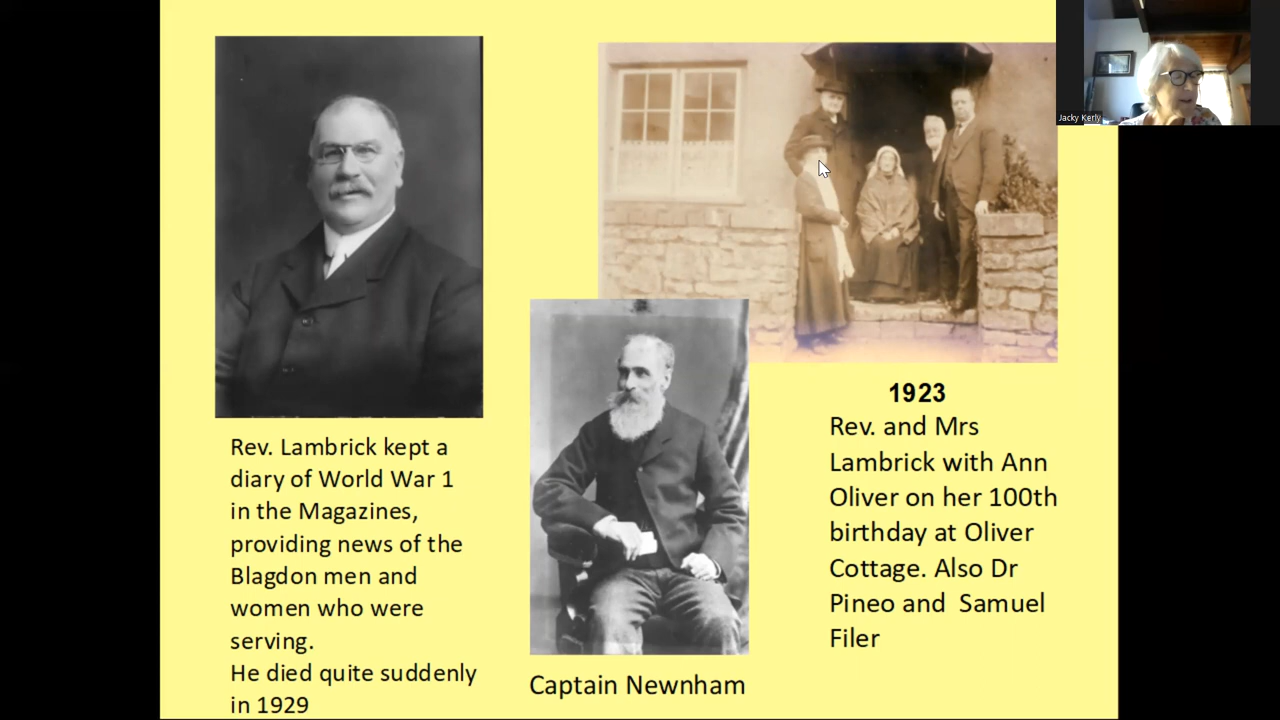 Jacky Kerly
Rev. Lambrick kept a
diary of World War 1
in the Magazines,
providing news of the
Blagdon men and
women who were
serving.
He died quite suddenly
in 1929
Captain Newnham
1923
Rev. and Mrs
Lambrick with Ann
Oliver on her 100th
birthday at Oliver
Cottage. Also Dr
Pineo and  Samuel
Filer